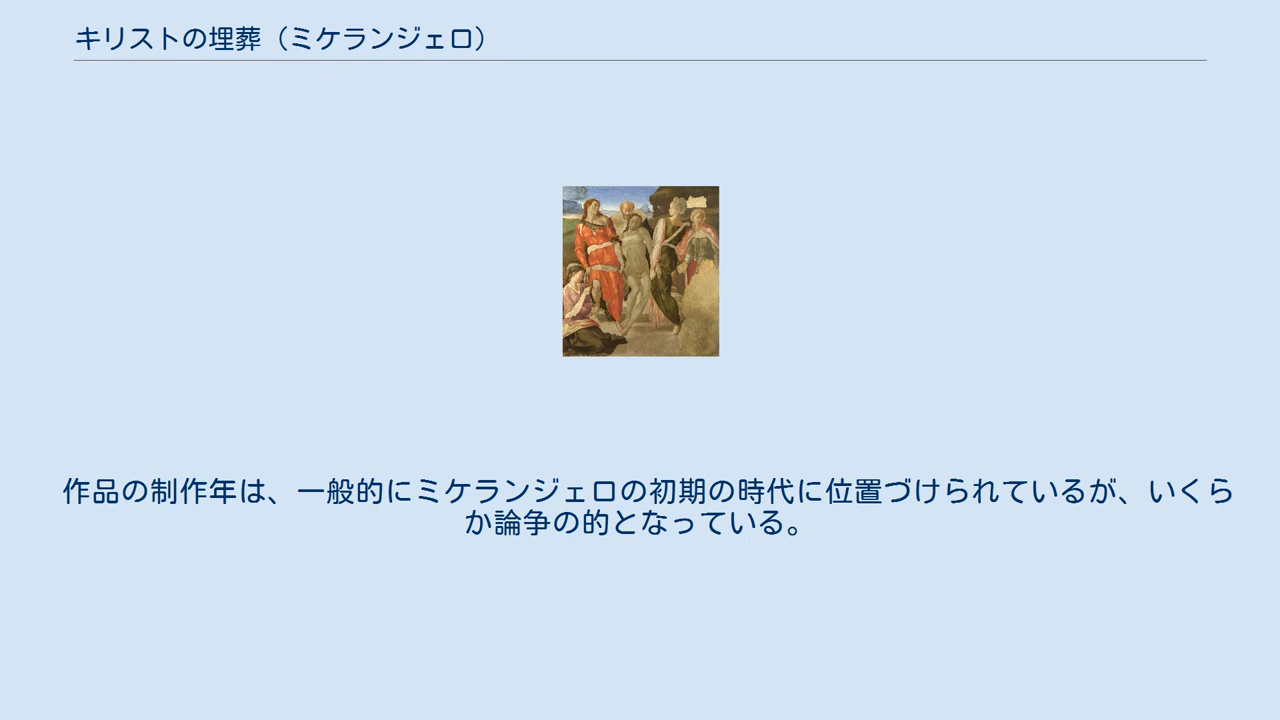 キリストの埋葬（ミケランジェロ）
作品の制作年は、一般的にミケランジェロの初期の時代に位置づけられているが、いくら
か論争の的となっている。